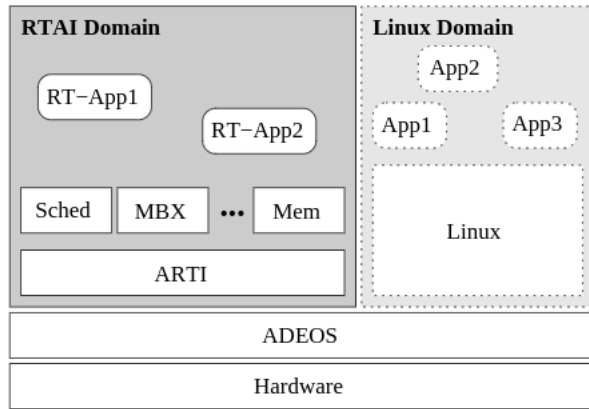 RTAI Domain
RT−App1
RT−App2
Sched
MBX
•••
Mem
ARTI
Linux Domain
App2
App1
App3
Linux
ADEOS
Hardware